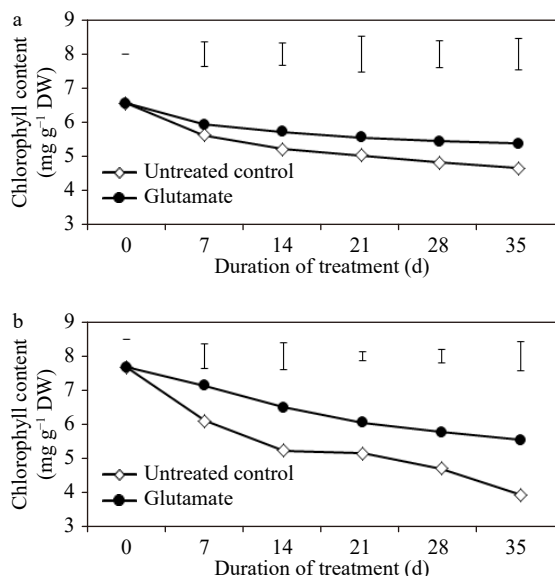 a
Chlorophyll content
(mg g⁻¹ DW)
9
8
7
6
5
4
3
Untreated control
Glutamate
0 7 14 21 28 35
Duration of treatment (d)
b
Chlorophyll content
(mg g⁻¹ DW)
9
8
7
6
5
4
3
Untreated control
Glutamate
0 7 14 21 28 35
Duration of treatment (d)